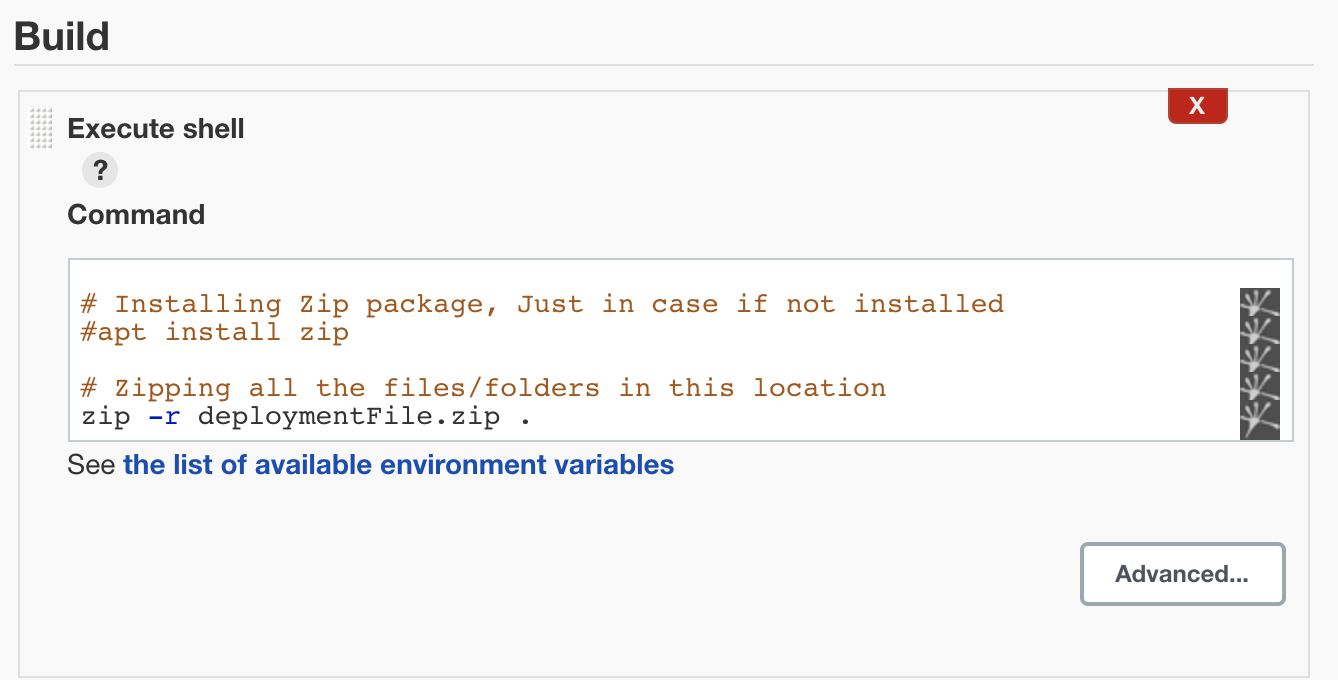 Build
X
Execute shell
?
Command
# Installing Zip package, Just in case if not installed
#apt install zip
# Zipping all the files/folders in this location
zip -r deploymentFile.zip .
See the list of available environment variables
Advanced...